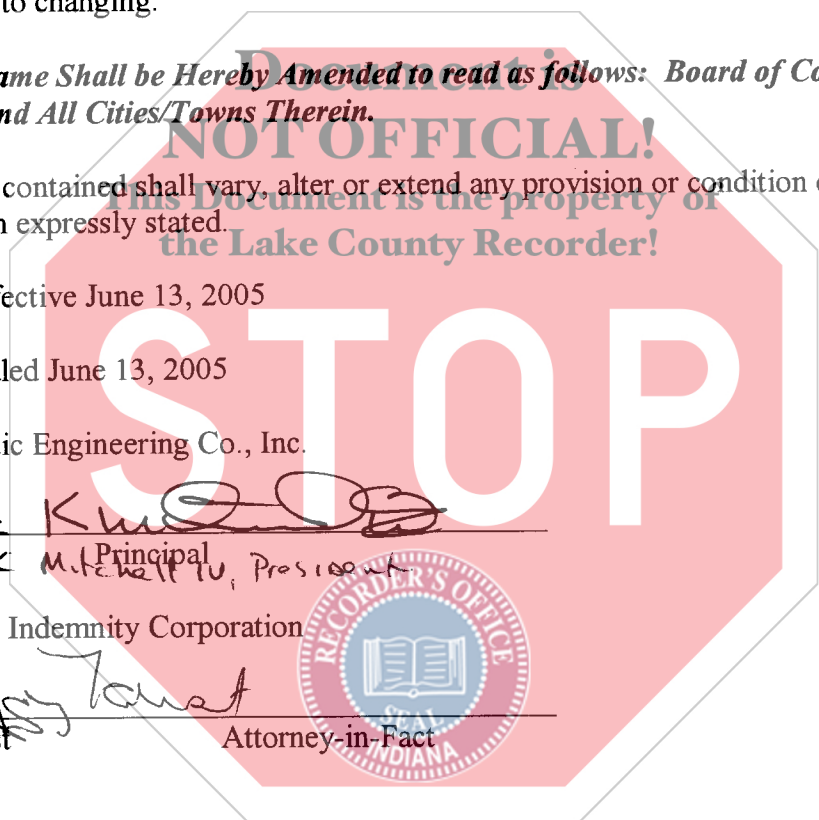 to changing.
Document is
ame Shall be Hereby Amended to read as follows: Board of Co
nd All Cities/Towns Therein.
NOT OFFICIAL!
contained shall vary, alter or extend any provision or condition
This Document is the property of
n expressly stated.
the Lake County Recorder!
fective June 13, 2005
STOP
led June 13, 2005
ic Engineering Co., Inc.
Principal
Mitchell IV, President
RECORDER'S OFFICE
Indemnity Corporation
SEAL
Attorney-in-Fact
INDIANA